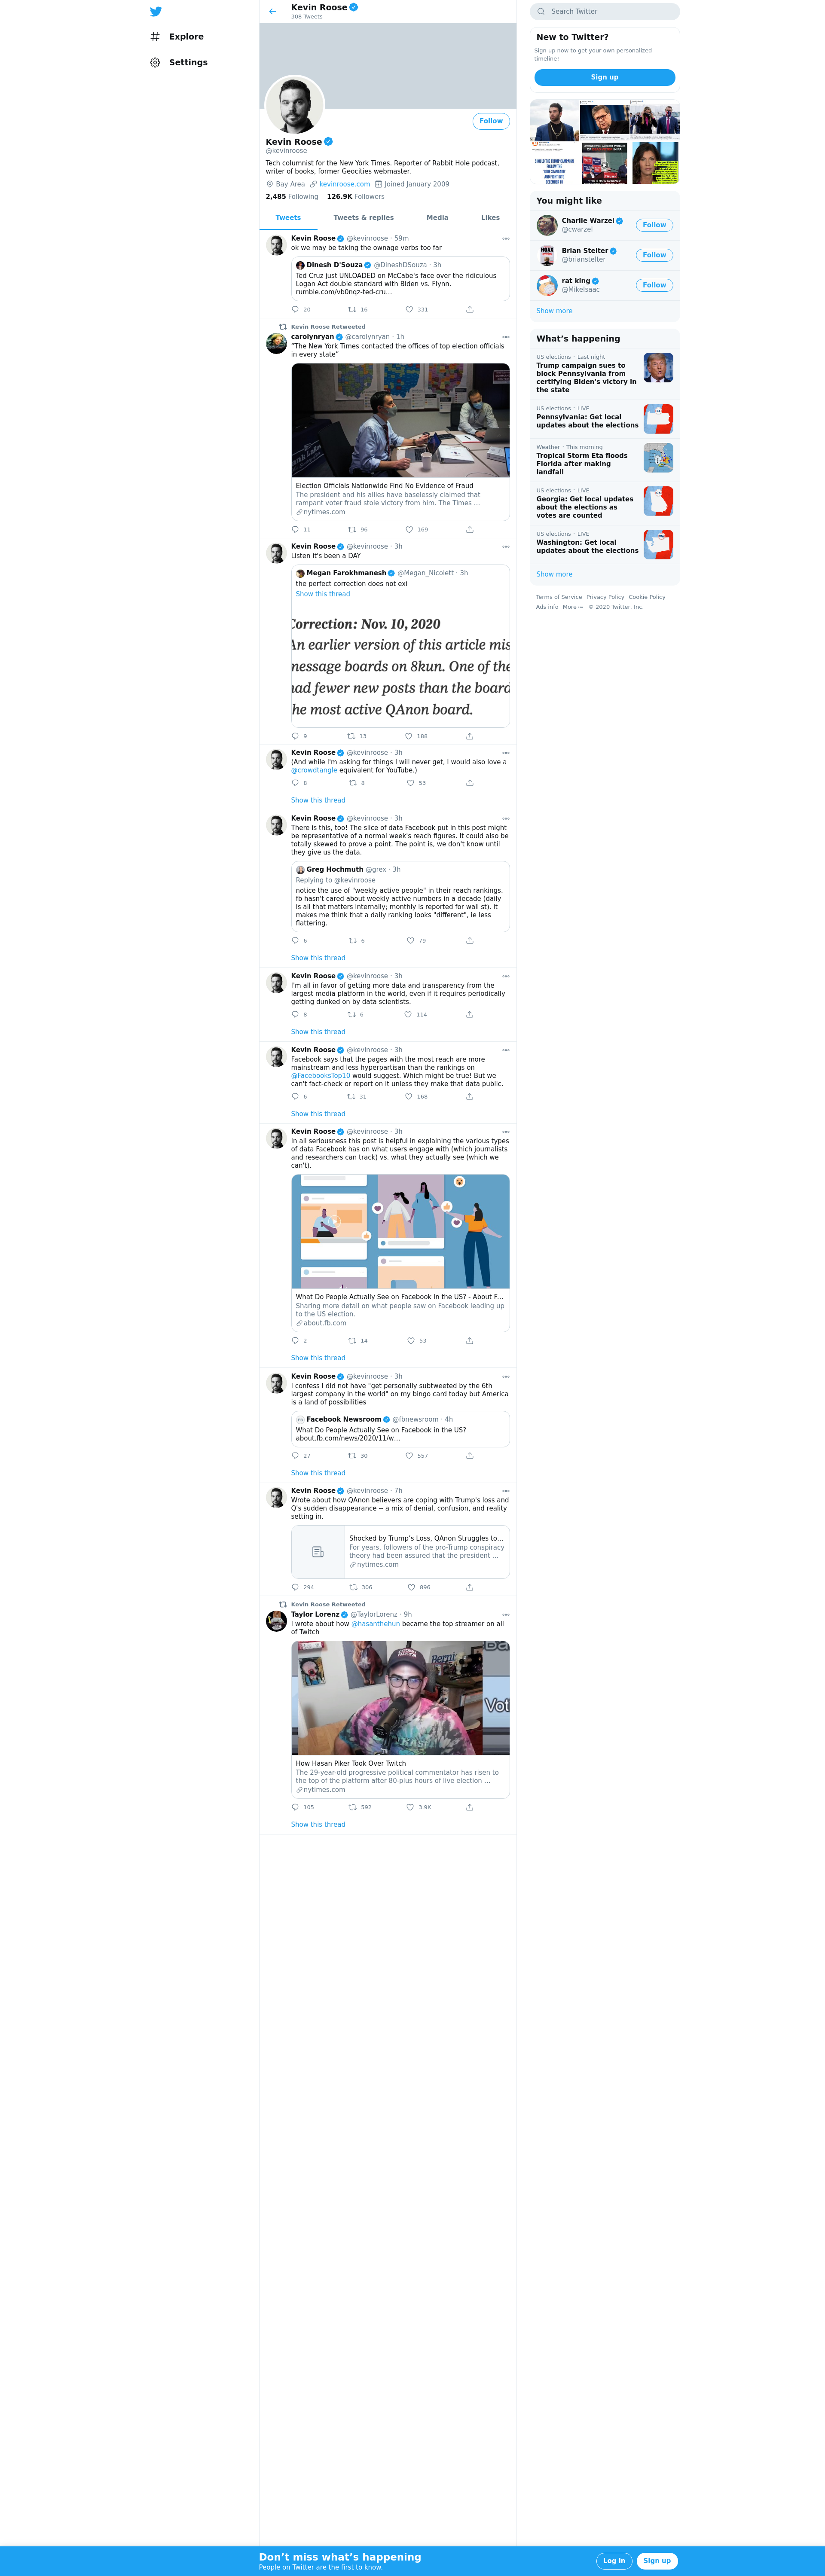 Explore
Settings
Kevin Roose
308 Tweets
Follow
Kevin Roose
@kevinroose
Tech columnist for the New York Times. Reporter of Rabbit Hole podcast,
writer of books, former Geocities webmaster.
Bay Area kevinroose.com Joined January 2009
2,485 Following 126.9K Followers
Tweets Tweets & replies Media Likes
Kevin Roose @kevinroose · 59m
ok we may be taking the ownage verbs too far
Dinesh D'Souza @DineshDSouza · 3h
Ted Cruz just UNLOADED on McCabe's face over the ridiculous
Logan Act double standard with Biden vs. Flynn.
rumble.com/vb0nqz-ted-cru…
20 16 331
Kevin Roose Retweeted
carolynryan @carolynryan · 1h
"The New York Times contacted the offices of top election officials
in every state"
Election Officials Nationwide Find No Evidence of Fraud
The president and his allies have baselessly claimed that
rampant voter fraud stole victory from him. The Times …
nytimes.com
11 96 169
Kevin Roose @kevinroose · 3h
Listen it's been a DAY
Megan Farokhmanesh @Megan_Nicolett · 3h
the perfect correction does not exi
Show this thread
Correction: Nov. 10, 2020
An earlier version of this article mis
message boards on 8kun. One of the
had fewer new posts than the board
he most active QAnon board.
9 13 188
Kevin Roose @kevinroose · 3h
(And while I'm asking for things I will never get, I would also love a
@crowdtangle equivalent for YouTube.)
8 8 53
Show this thread
Kevin Roose @kevinroose · 3h
There is this, too! The slice of data Facebook put in this post might
be representative of a normal week's reach figures. It could also be
totally skewed to prove a point. The point is, we don't know until
they give us the data.
Greg Hochmuth @grex · 3h
Replying to @kevinroose
notice the use of "weekly active people" in their reach rankings.
fb hasn't cared about weekly active numbers in a decade (daily
is all that matters internally; monthly is reported for wall st). it
makes me think that a daily ranking looks "different", ie less
flattering.
6 6 79
Show this thread
Kevin Roose @kevinroose · 3h
I'm all in favor of getting more data and transparency from the
largest media platform in the world, even if it requires periodically
getting dunked on by data scientists.
8 6 114
Show this thread
Kevin Roose @kevinroose · 3h
Facebook says that the pages with the most reach are more
mainstream and less hyperpartisan than the rankings on
@FacebooksTop10 would suggest. Which might be true! But we
can't fact-check or report on it unless they make that data public.
6 31 168
Show this thread
Kevin Roose @kevinroose · 3h
In all seriousness this post is helpful in explaining the various types
of data Facebook has on what users engage with (which journalists
and researchers can track) vs. what they actually see (which we
can't).
What Do People Actually See on Facebook in the US? - About F…
Sharing more detail on what people saw on Facebook leading up
to the US election.
about.fb.com
2 14 53
Show this thread
Kevin Roose @kevinroose · 3h
I confess I did not have "get personally subtweeted by the 6th
largest company in the world" on my bingo card today but America
is a land of possibilities
Facebook Newsroom @fbnewsroom · 4h
What Do People Actually See on Facebook in the US?
about.fb.com/news/2020/11/w…
27 30 557
Show this thread
Kevin Roose @kevinroose · 7h
Wrote about how QAnon believers are coping with Trump's loss and
Q's sudden disappearance -- a mix of denial, confusion, and reality
setting in.
Shocked by Trump's Loss, QAnon Struggles to…
For years, followers of the pro-Trump conspiracy
theory had been assured that the president …
nytimes.com
294 306 896
Kevin Roose Retweeted
Taylor Lorenz @TaylorLorenz · 9h
I wrote about how @hasanthehun became the top streamer on all
of Twitch
Bernie
Vot
How Hasan Piker Took Over Twitch
The 29-year-old progressive political commentator has risen to
the top of the platform after 80-plus hours of live election …
nytimes.com
105 592 3.9K
Show this thread
Search Twitter
New to Twitter?
Sign up now to get your own personalized
timeline!
Sign up
SHOULD THE TRUMP CAMPAIGN
FOLLOW THE
You might like
Charlie Warzel
@cwarzel
Follow
HOAX
Brian Stelter
@brianstelter
Follow
rat king
@MikeIsaac
Follow
Show more
What's happening
US elections · Last night
Trump campaign sues to
block Pennsylvania from
certifying Biden's victory in
the state
US elections · LIVE
Pennsylvania: Get local
updates about the elections
Weather · This morning
Tropical Storm Eta floods
Florida after making
landfall
US elections · LIVE
Georgia: Get local updates
about the elections as
votes are counted
US elections · LIVE
Washington: Get local
updates about the elections
Show more
Terms of Service Privacy Policy Cookie Policy
Ads info More © 2020 Twitter, Inc.
Don't miss what's happening
People on Twitter are the first to know.
Log in Sign up